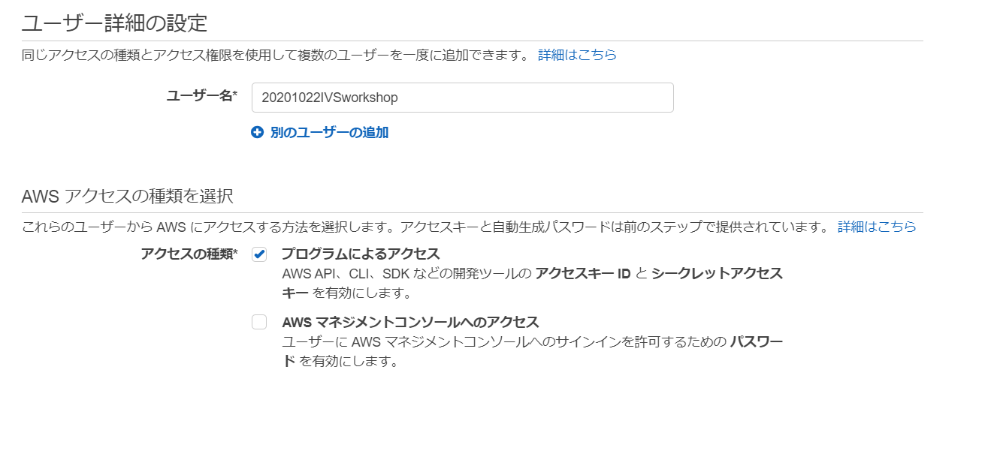 ユーザー詳細の設定
同じアクセスの種類とアクセス権限を使用して複数のユーザーを一度に追加できます。 詳細はこちら
ユーザー名* 20201022IVSworkshop
別のユーザーの追加
AWS アクセスの種類を選択
これらのユーザーから AWS にアクセスする方法を選択します。アクセスキーと自動生成パスワードは前のステップで提供されています。 詳細はこちら
アクセスの種類* プログラムによるアクセス
AWS API、CLI、SDK などの開発ツールの アクセスキー ID と シークレットアクセス
キー を有効にします。
AWS マネジメントコンソールへのアクセス
ユーザーに AWS マネジメントコンソールへのサインインを許可するための パスワー
ド を有効にします。